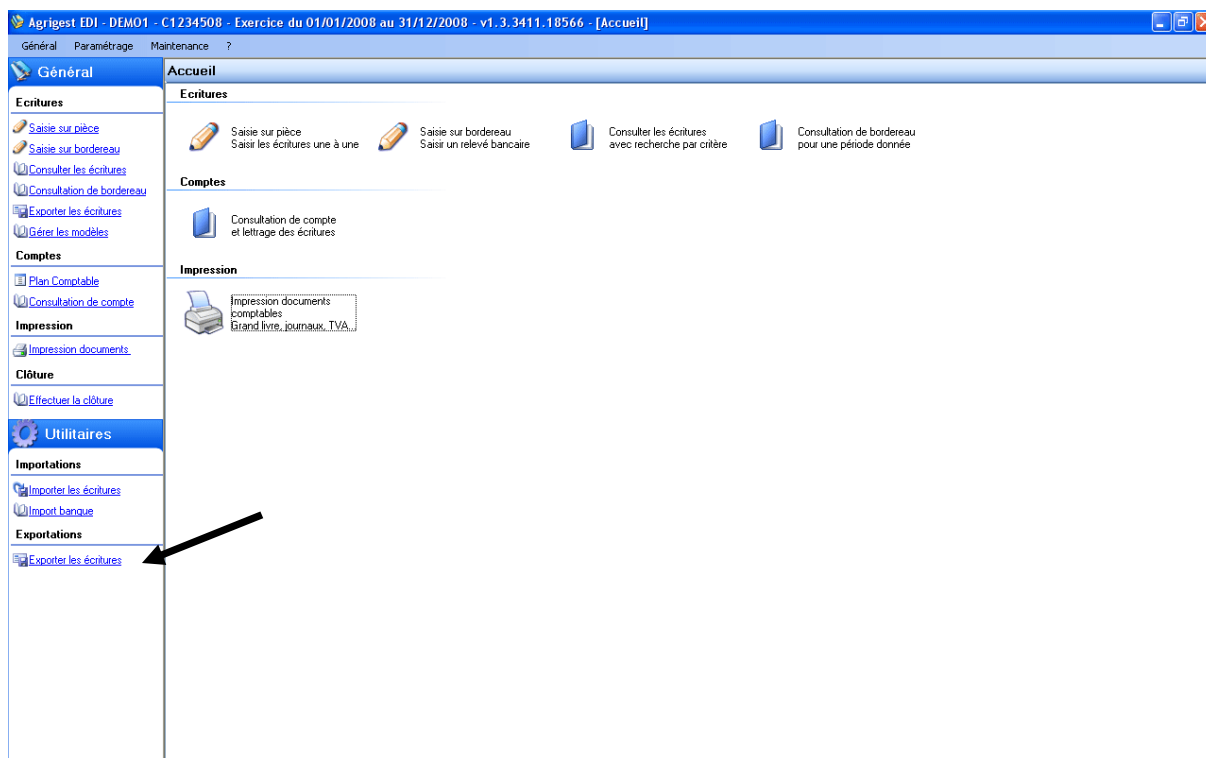 Agrigest EDI - DEMO1 - C1234508 - Exercice du 01/01/2008 au 31/12/2008 - v1.3.3411.18566 - [Accueil]
Général Paramétrage Maintenance ?
Général
Ecritures
Saisie sur pièce
Saisie sur bordereau
Consulter les écritures
Consultation de bordereau
Exporter les écritures
Gérer les modèles
Comptes
Plan Comptable
Consultation de compte
Impression
Impression documents
Clôture
Effectuer la clôture
Utilitaires
Importations
Importer les écritures
Import banque
Exportations
Exporter les écritures
Accueil
Ecritures
Saisie sur pièce
Saisir les écritures une à une
Saisie sur bordereau
Saisir un relevé bancaire
Consulter les écritures
avec recherche par critère
Consultation de bordereau
pour une période donnée
Comptes
Consultation de compte
et lettrage des écritures
Impression
Impression documents
comptables
Grand livre, journaux, TVA...